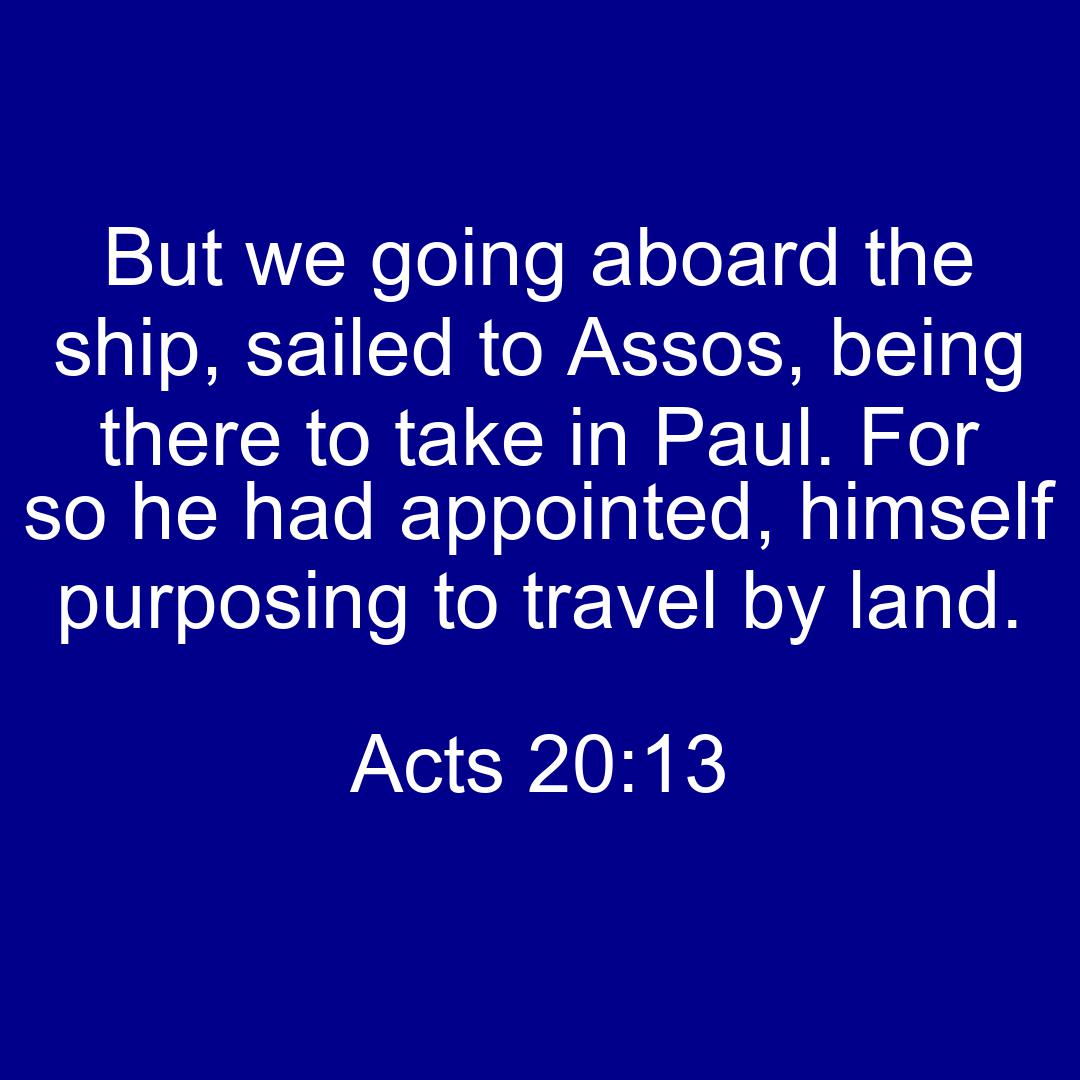 But we going aboard the
ship, sailed to Assos, being
there to take in Paul. For
so he had appointed, himself
purposing to travel by land.
Acts 20:13